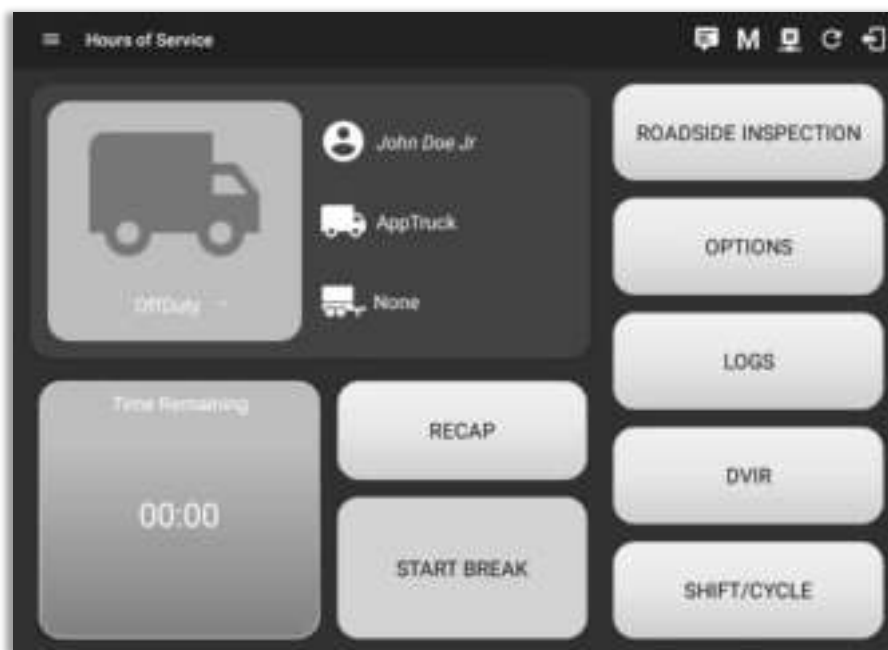 Hours of Service
M
John Doe Jr
AppTruck
None
OffDuty
Time Remaining
00:00
RECAP
START BREAK
ROADSIDE INSPECTION
OPTIONS
LOGS
DVIR
SHIFT/CYCLE